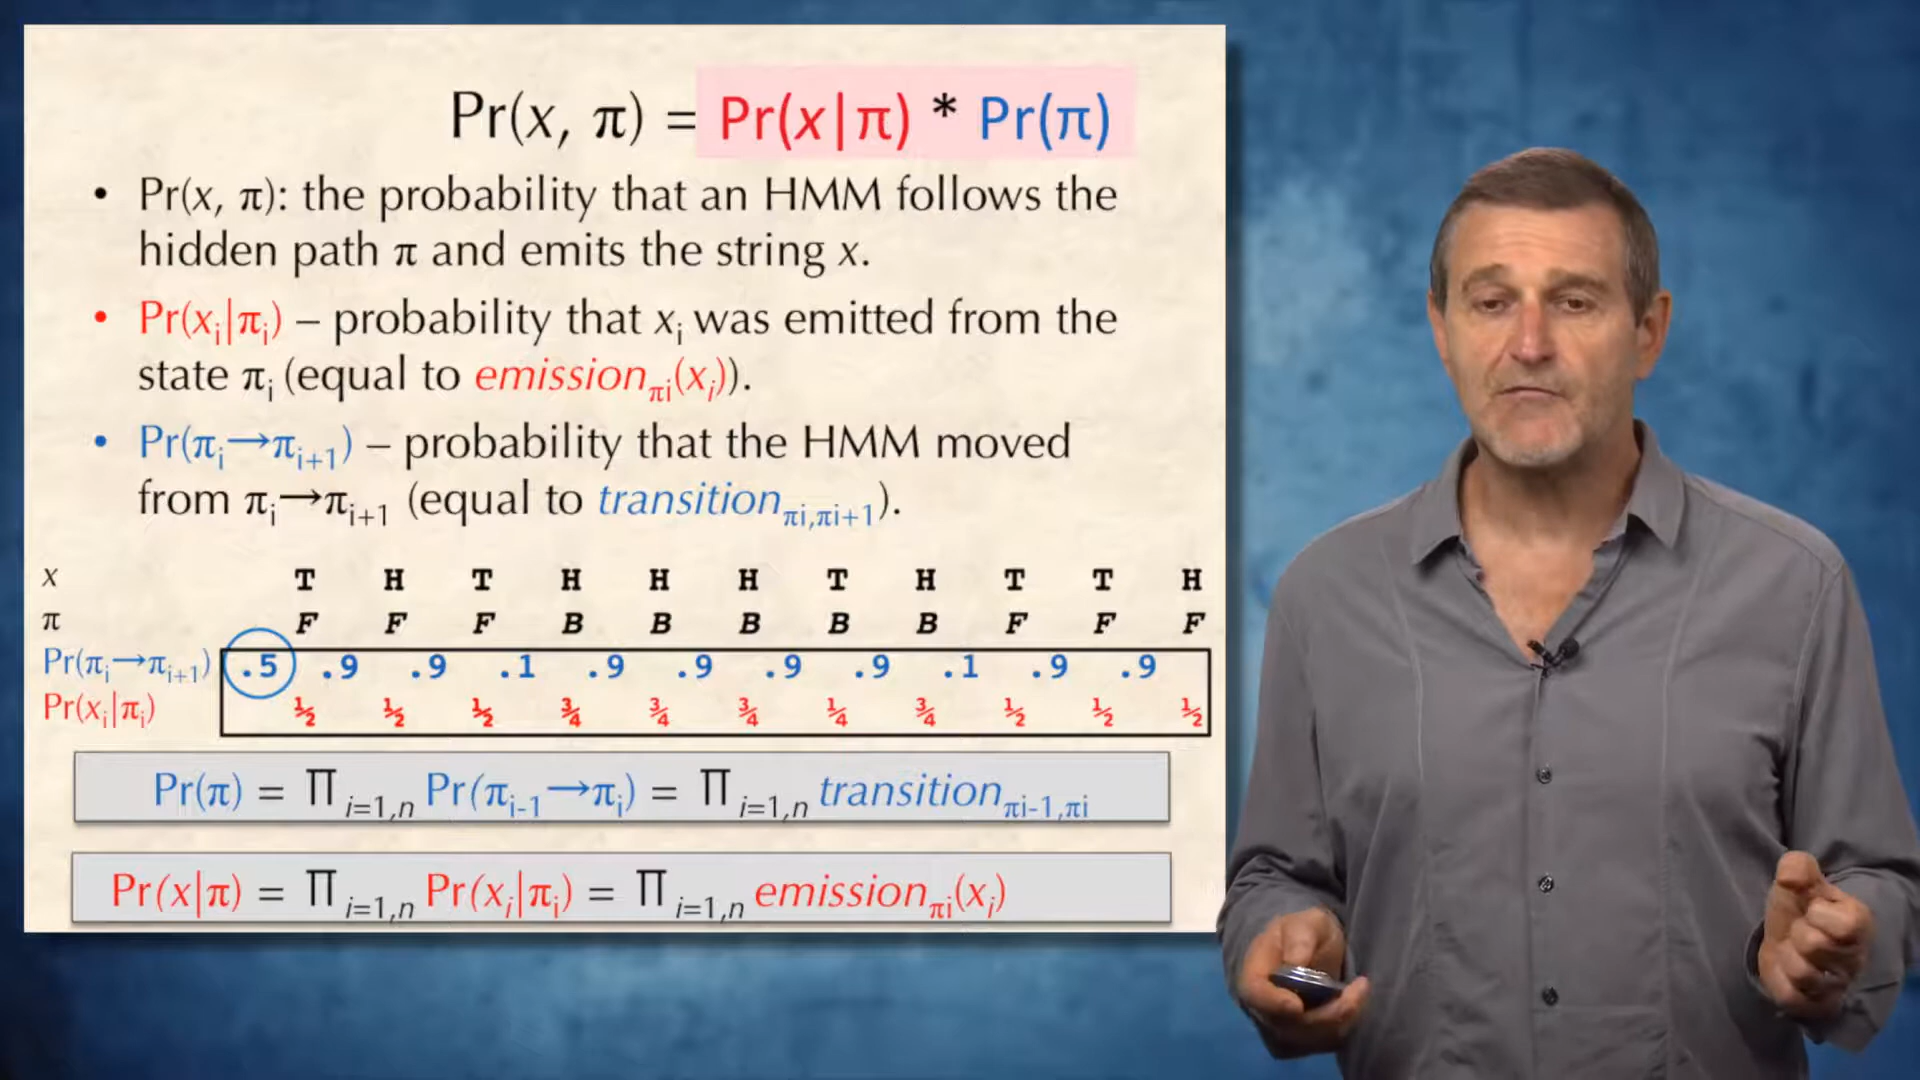 Pr(x, π) = Pr(x|π) * Pr(π)
• Pr(x, π): the probability that an HMM follows the
hidden path π and emits the string x.
• Pr(xᵢ|πᵢ) – probability that xᵢ was emitted from the
state πᵢ (equal to emission_πi(xᵢ)).
• Pr(πᵢ→πᵢ₊₁) – probability that the HMM moved
from πᵢ→πᵢ₊₁ (equal to transition_πi,πi+1).
x T H T H H H T H T T H
π F F F B B B B B F F F
Pr(πᵢ→πᵢ₊₁) .5 .9 .9 .1 .9 .9 .9 .9 .1 .9 .9
Pr(xᵢ|πᵢ) ½ ½ ½ ¾ ¾ ¾ ¼ ¾ ½ ½ ½
Pr(π) = ∏ i=1,n Pr(πᵢ₋₁→πᵢ) = ∏ i=1,n transition_πi-1,πi
Pr(x|π) = ∏ i=1,n Pr(xᵢ|πᵢ) = ∏ i=1,n emission_πi(xᵢ)